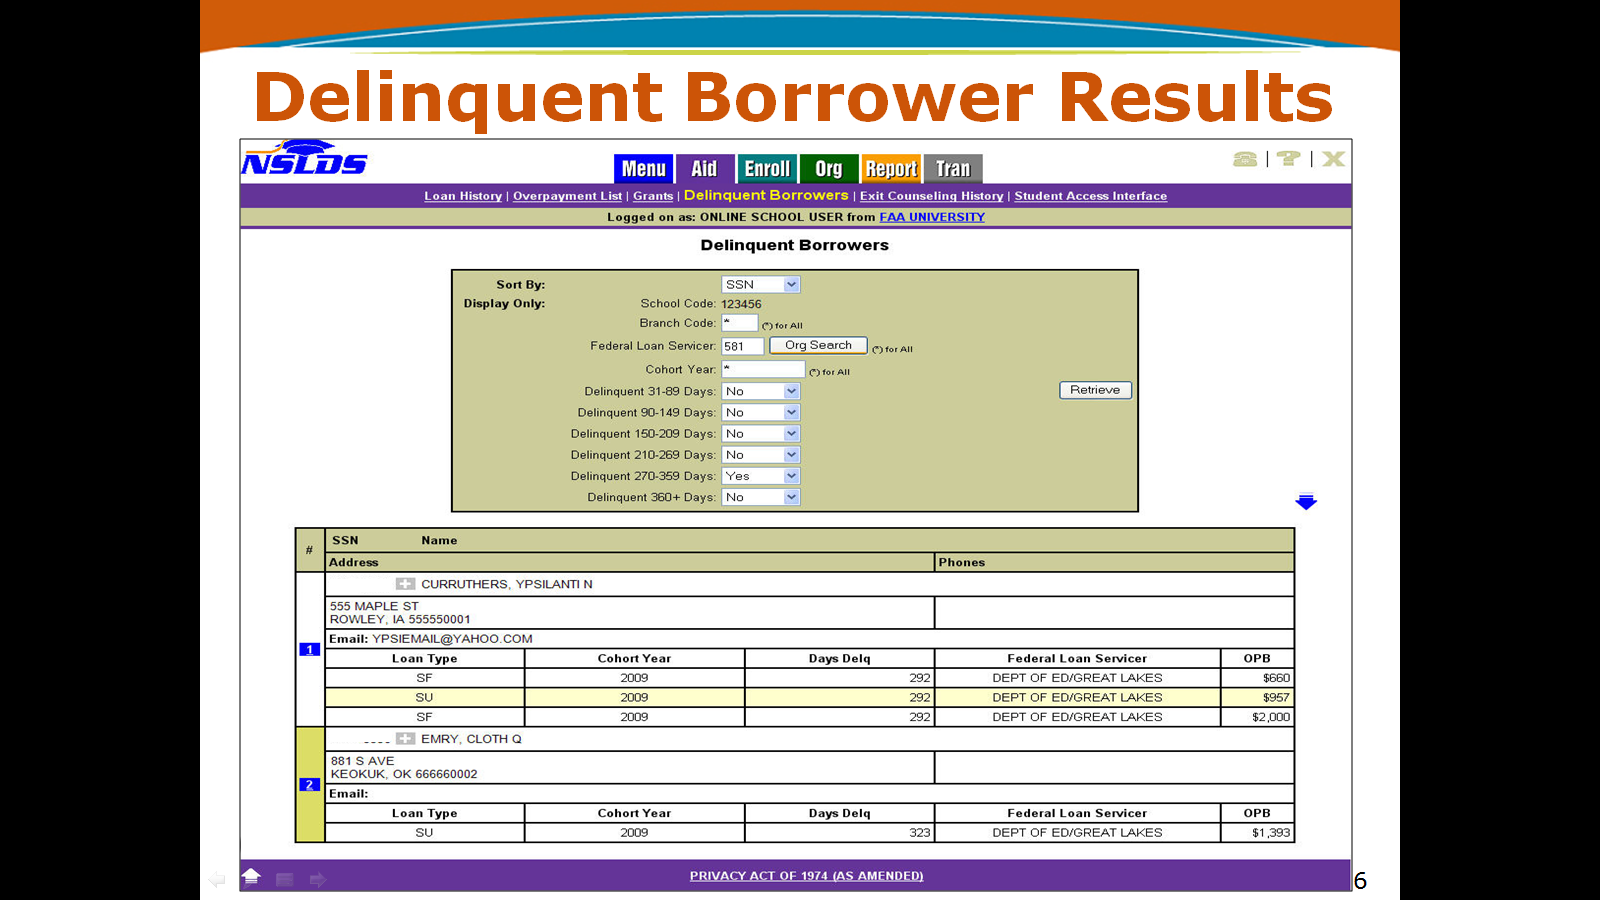 Delinquent Borrower Results
NSLDS
Menu Aid Enroll Org Report Tran ? X
Loan History | Overpayment List | Grants | Delinquent Borrowers | Exit Counseling History | Student Access Interface
Logged on as: ONLINE SCHOOL USER from FAA UNIVERSITY
Delinquent Borrowers
Sort By: SSN
Display Only: School Code: 123456
Branch Code: * (*) for All
Federal Loan Servicer: 581 Org Search (*) for All
Cohort Year: * (*) for All
Delinquent 31-89 Days: No Retrieve
Delinquent 90-149 Days: No
Delinquent 150-209 Days: No
Delinquent 210-269 Days: No
Delinquent 270-359 Days: Yes
Delinquent 360+ Days: No
# SSN Name
Address Phones
CURRUTHERS, YPSILANTI N
555 MAPLE ST
ROWLEY, IA 555550001
Email: YPSIEMAIL@YAHOO.COM
1
Loan Type Cohort Year Days Delq Federal Loan Servicer OPB
SF 2009 292 DEPT OF ED/GREAT LAKES $660
SU 2009 292 DEPT OF ED/GREAT LAKES $957
SF 2009 292 DEPT OF ED/GREAT LAKES $2,000
EMRY, CLOTH Q
881 S AVE
KEOKUK, OK 666660002
2
Email:
Loan Type Cohort Year Days Delq Federal Loan Servicer OPB
SU 2009 323 DEPT OF ED/GREAT LAKES $1,393
PRIVACY ACT OF 1974 (AS AMENDED)
6